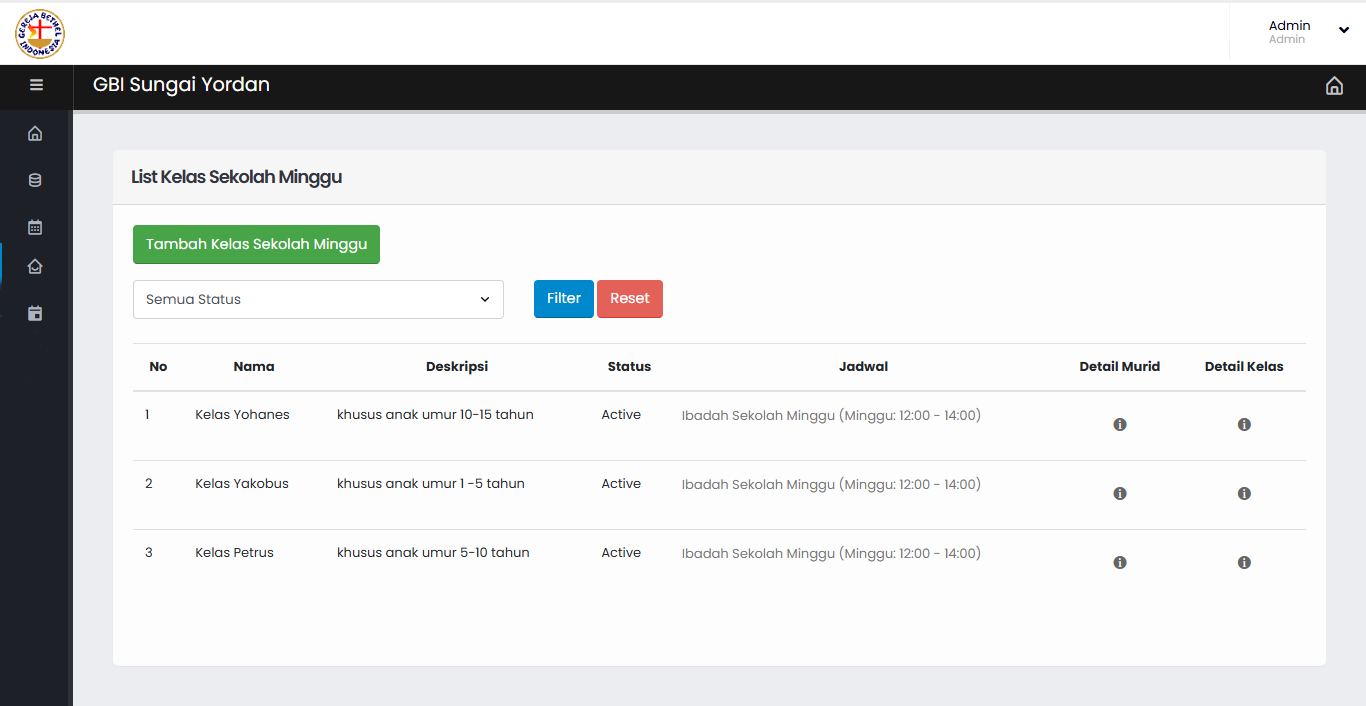 GEREJA BETHEL INDONESIA
Admin
Admin
GBI Sungai Yordan
List Kelas Sekolah Minggu
Tambah Kelas Sekolah Minggu
Semua Status Filter Reset
No Nama Deskripsi Status Jadwal Detail Murid Detail Kelas
1 Kelas Yohanes khusus anak umur 10-15 tahun Active Ibadah Sekolah Minggu (Minggu: 12:00 - 14:00)
2 Kelas Yakobus khusus anak umur 1 -5 tahun Active Ibadah Sekolah Minggu (Minggu: 12:00 - 14:00)
3 Kelas Petrus khusus anak umur 5-10 tahun Active Ibadah Sekolah Minggu (Minggu: 12:00 - 14:00)